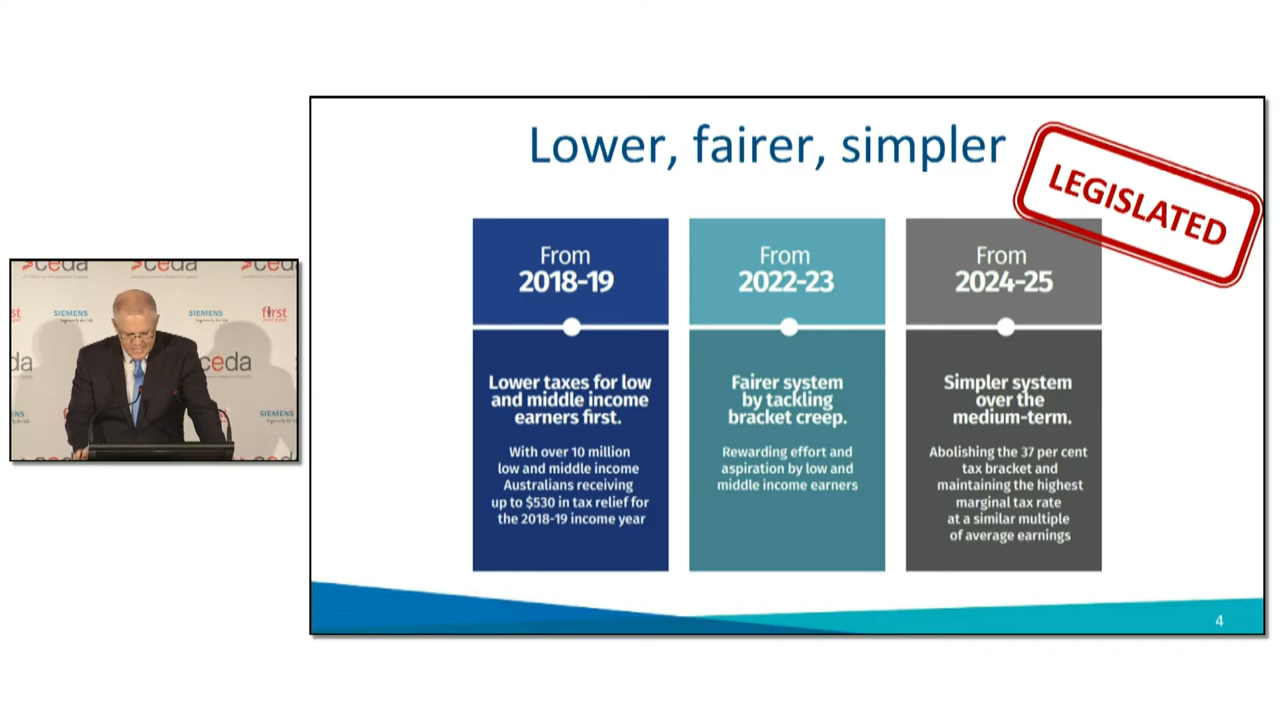 Lower, fairer, simpler
LEGISLATED
From
2018-19
Lower taxes for low
and middle income
earners first.
With over 10 million
low and middle income
Australians receiving
up to $530 in tax relief for
the 2018-19 income year
From
2022-23
Fairer system
by tackling
bracket creep.
Rewarding effort and
aspiration by low and
middle income earners
From
2024-25
Simpler system
over the
medium-term.
Abolishing the 37 per cent
tax bracket and
maintaining the highest
marginal tax rate
at a similar multiple
of average earnings
4
ceda
ceda
SIEMENS
SIEMENS
first
ceda
SIEMENS